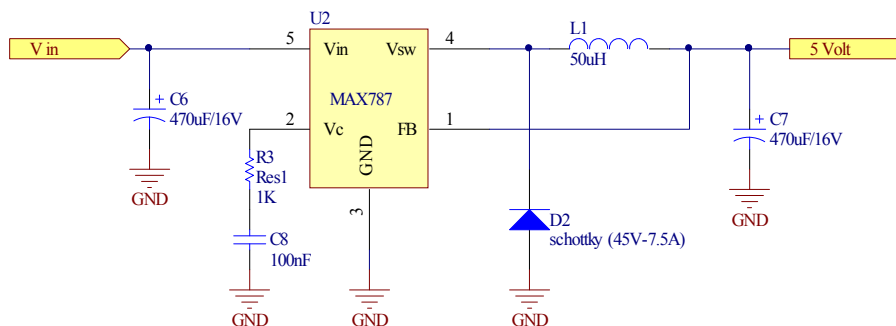 U2
V in
5
Vin
Vsw
4
L1
50uH
5 Volt
+
C6
470uF/16V
MAX787
2
Vc
FB
1
GND
3
+
C7
470uF/16V
R3
Res1
1K
C8
100nF
D2
schottky (45V-7.5A)
GND
GND
GND
GND
GND